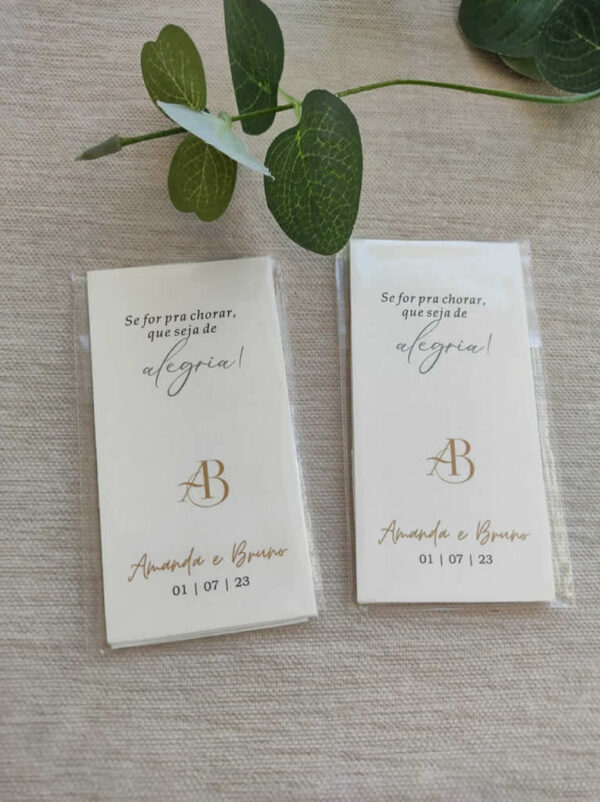 Se for pra chorar,
que seja de
alegria!
AB
Amanda e Bruno
01 | 07 | 23
Se for pra chorar,
que seja de
alegria!
AB
Amanda e Bruno
01 | 07 | 23